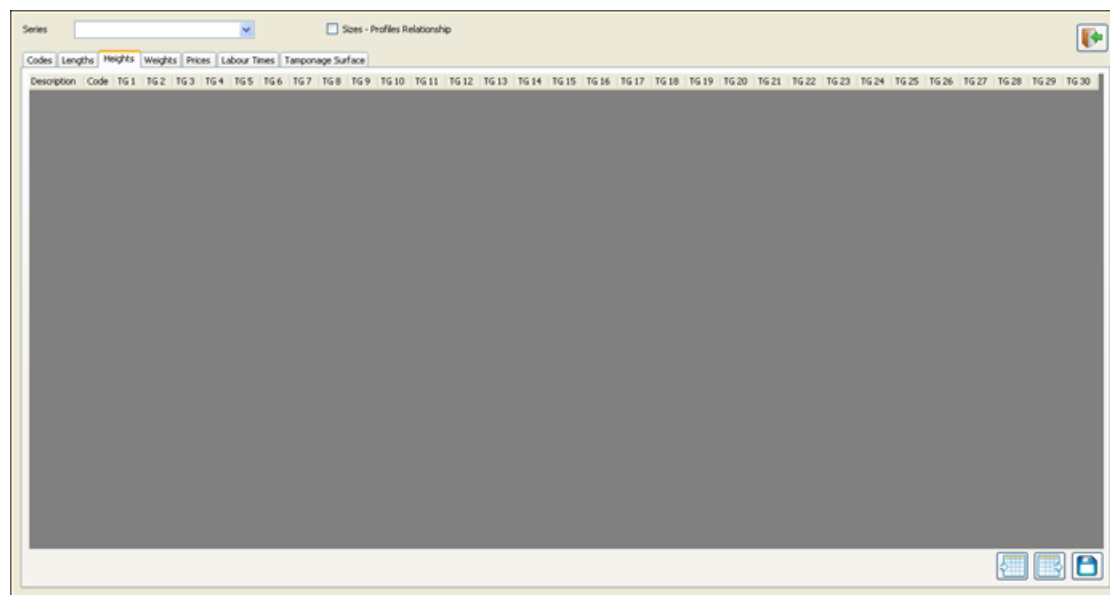 Series Sizes - Profiles Relationship
Codes Lengths Heights Weights Prices Labour Times Tamponage Surface
Description Code TG 1 TG 2 TG 3 TG 4 TG 5 TG 6 TG 7 TG 8 TG 9 TG 10 TG 11 TG 12 TG 13 TG 14 TG 15 TG 16 TG 17 TG 18 TG 19 TG 20 TG 21 TG 22 TG 23 TG 24 TG 25 TG 26 TG 27 TG 28 TG 29 TG 30